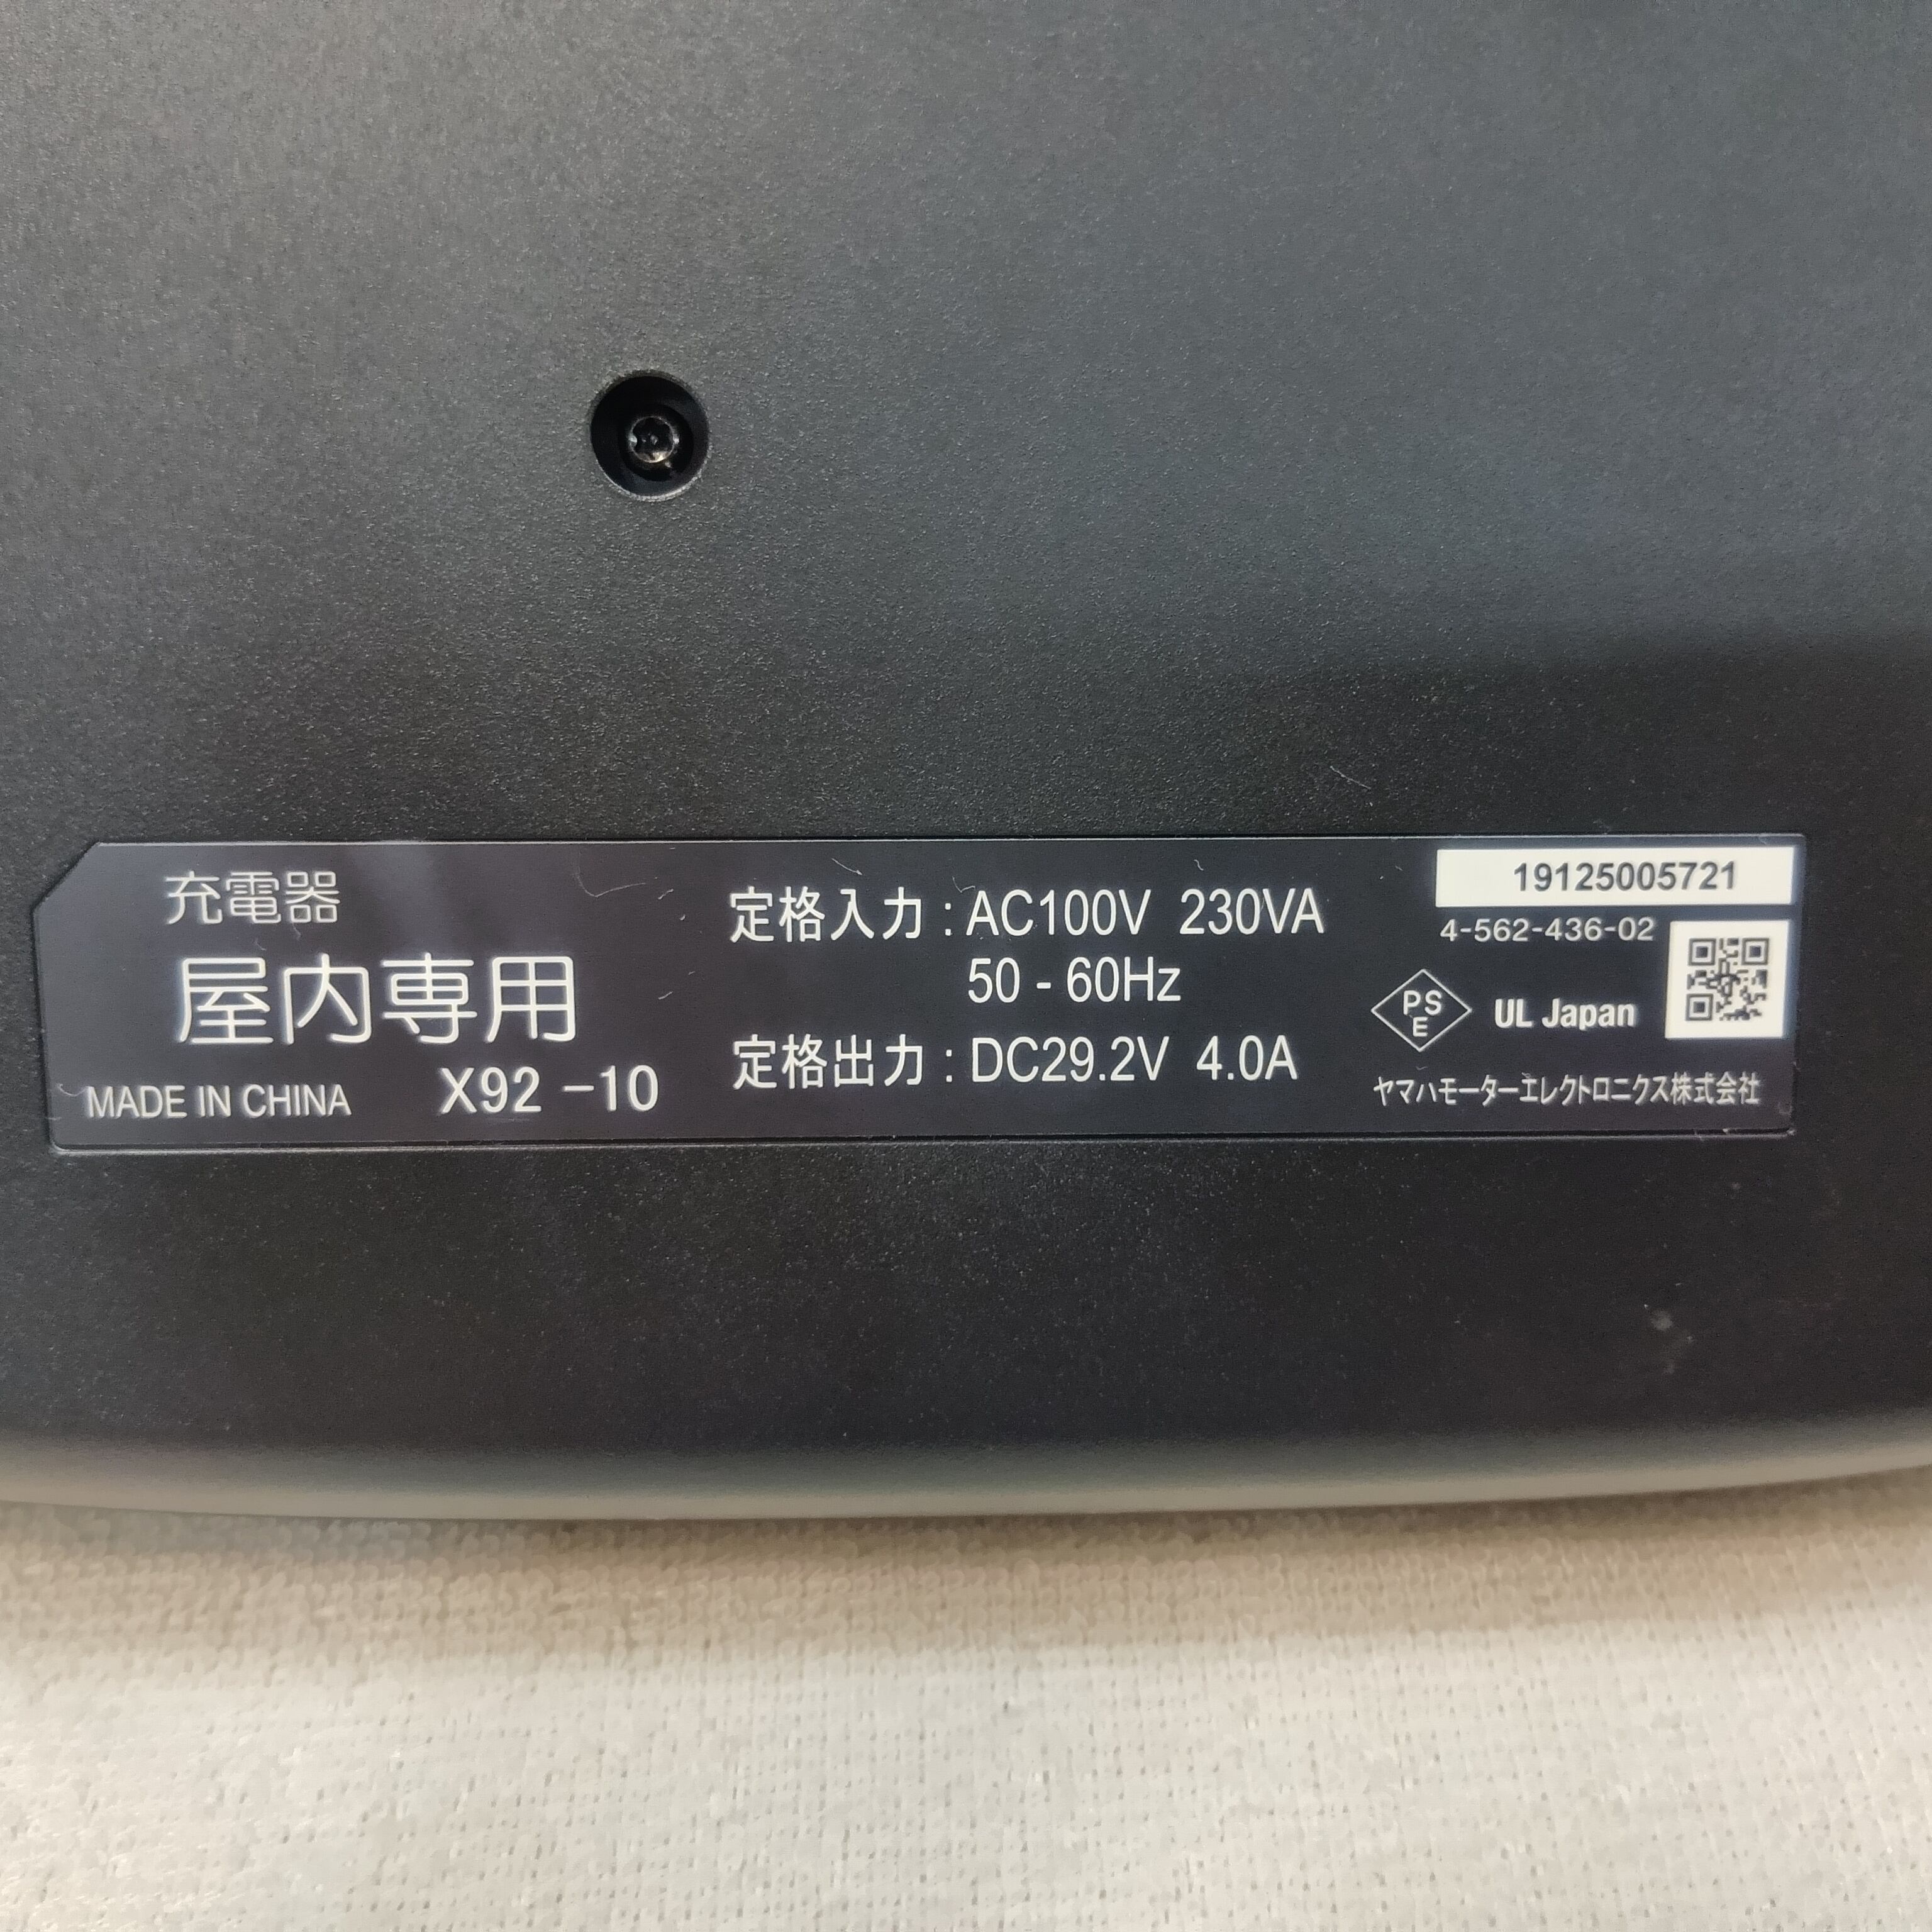 充電器
屋内専用
MADE IN CHINA X92 -10
定格入力 : AC100V 230VA
50 - 60Hz
定格出力 : DC29.2V 4.0A
19125005721
4-562-436-02
PS
E
UL Japan
ヤマハモーターエレクトロニクス株式会社